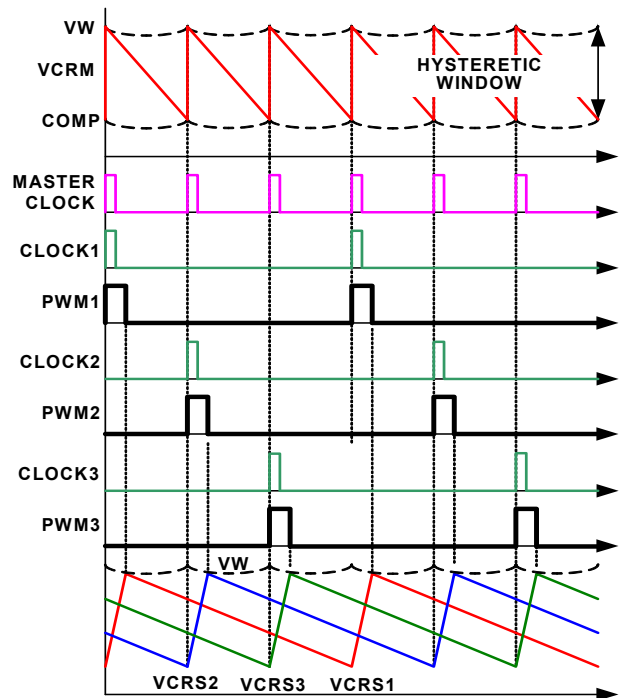 VW
VCRM
HYSTERETIC
WINDOW
COMP
MASTER
CLOCK
CLOCK1
PWM1
CLOCK2
PWM2
CLOCK3
PWM3
VW
VCRS2 VCRS3 VCRS1